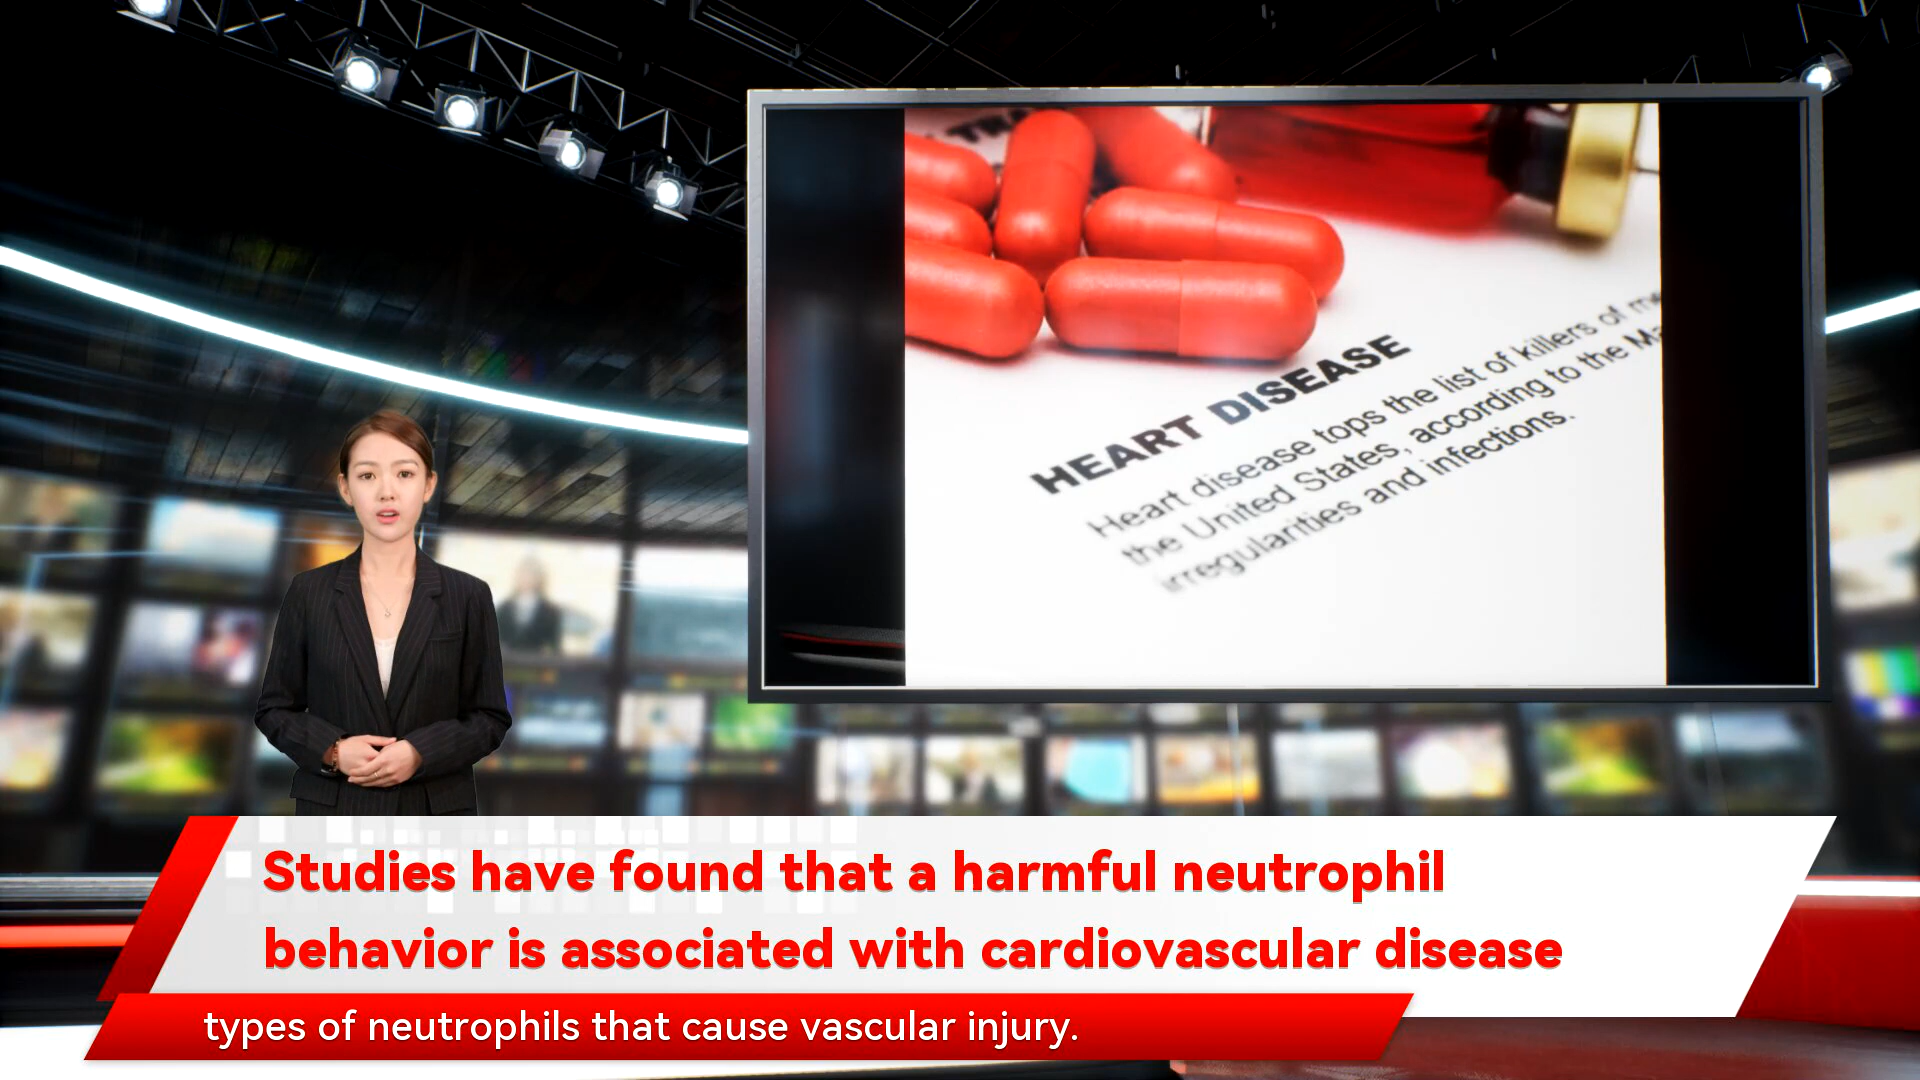 HEART DISEASE
Heart disease tops the list of killers of
the United States, according to the
irregularities and infections.
Studies have found that a harmful neutrophil
behavior is associated with cardiovascular disease
types of neutrophils that cause vascular injury.